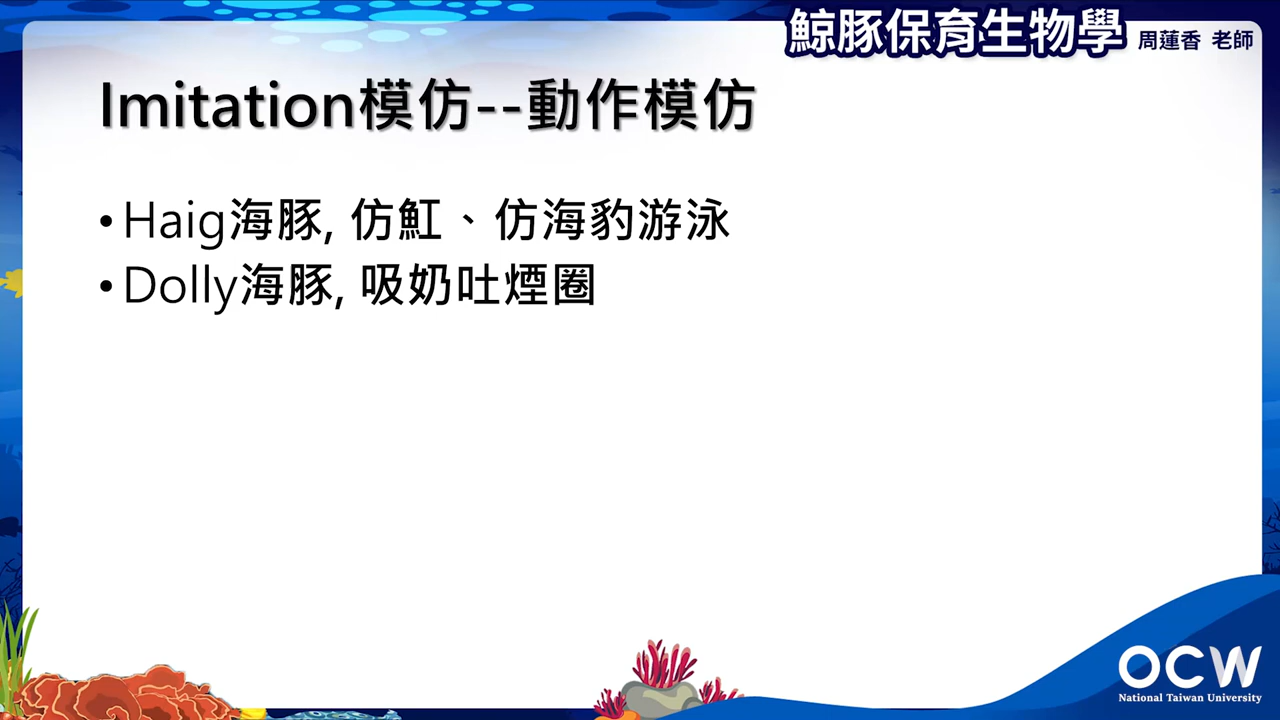 鯨豚保育生物學 周蓮香 老師
Imitation模仿--動作模仿
•Haig海豚, 仿魟、仿海豹游泳
•Dolly海豚, 吸奶吐煙圈
OCW
National Taiwan University